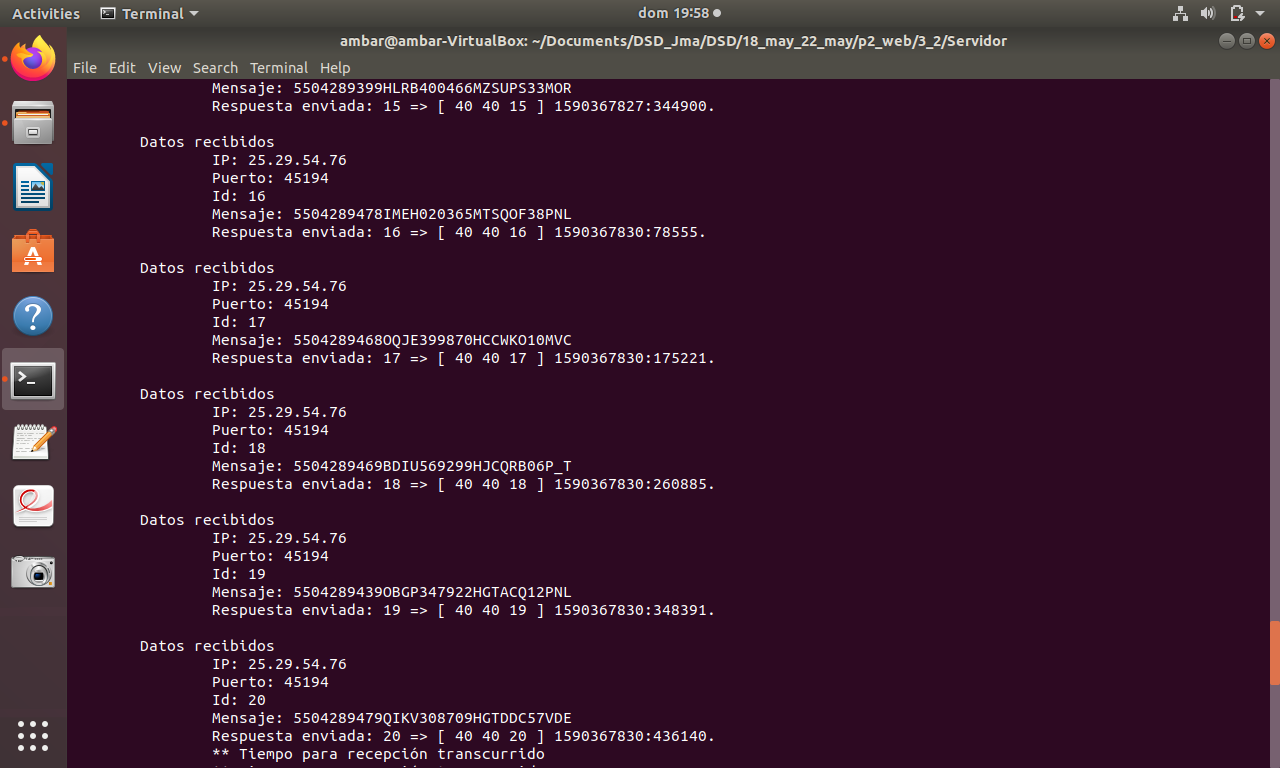 Activities Terminal dom 19:58
ambar@ambar-VirtualBox: ~/Documents/DSD_Jma/DSD/18_may_22_may/p2_web/3_2/Servidor
File Edit View Search Terminal Help
Mensaje: 5504289399HLRB400466MZSUPS33MOR
Respuesta enviada: 15 => [ 40 40 15 ] 1590367827:344900.
Datos recibidos
IP: 25.29.54.76
Puerto: 45194
Id: 16
Mensaje: 5504289478IMEH020365MTSQOF38PNL
Respuesta enviada: 16 => [ 40 40 16 ] 1590367830:78555.
Datos recibidos
IP: 25.29.54.76
Puerto: 45194
Id: 17
Mensaje: 5504289468OQJE399870HCCWKO10MVC
Respuesta enviada: 17 => [ 40 40 17 ] 1590367830:175221.
Datos recibidos
IP: 25.29.54.76
Puerto: 45194
Id: 18
Mensaje: 5504289469BDIU569299HJCQRB06P_T
Respuesta enviada: 18 => [ 40 40 18 ] 1590367830:260885.
Datos recibidos
IP: 25.29.54.76
Puerto: 45194
Id: 19
Mensaje: 5504289439OBGP347922HGTACQ12PNL
Respuesta enviada: 19 => [ 40 40 19 ] 1590367830:348391.
Datos recibidos
IP: 25.29.54.76
Puerto: 45194
Id: 20
Mensaje: 5504289479QIKV308709HGTDDC57VDE
Respuesta enviada: 20 => [ 40 40 20 ] 1590367830:436140.
** Tiempo para recepción transcurrido